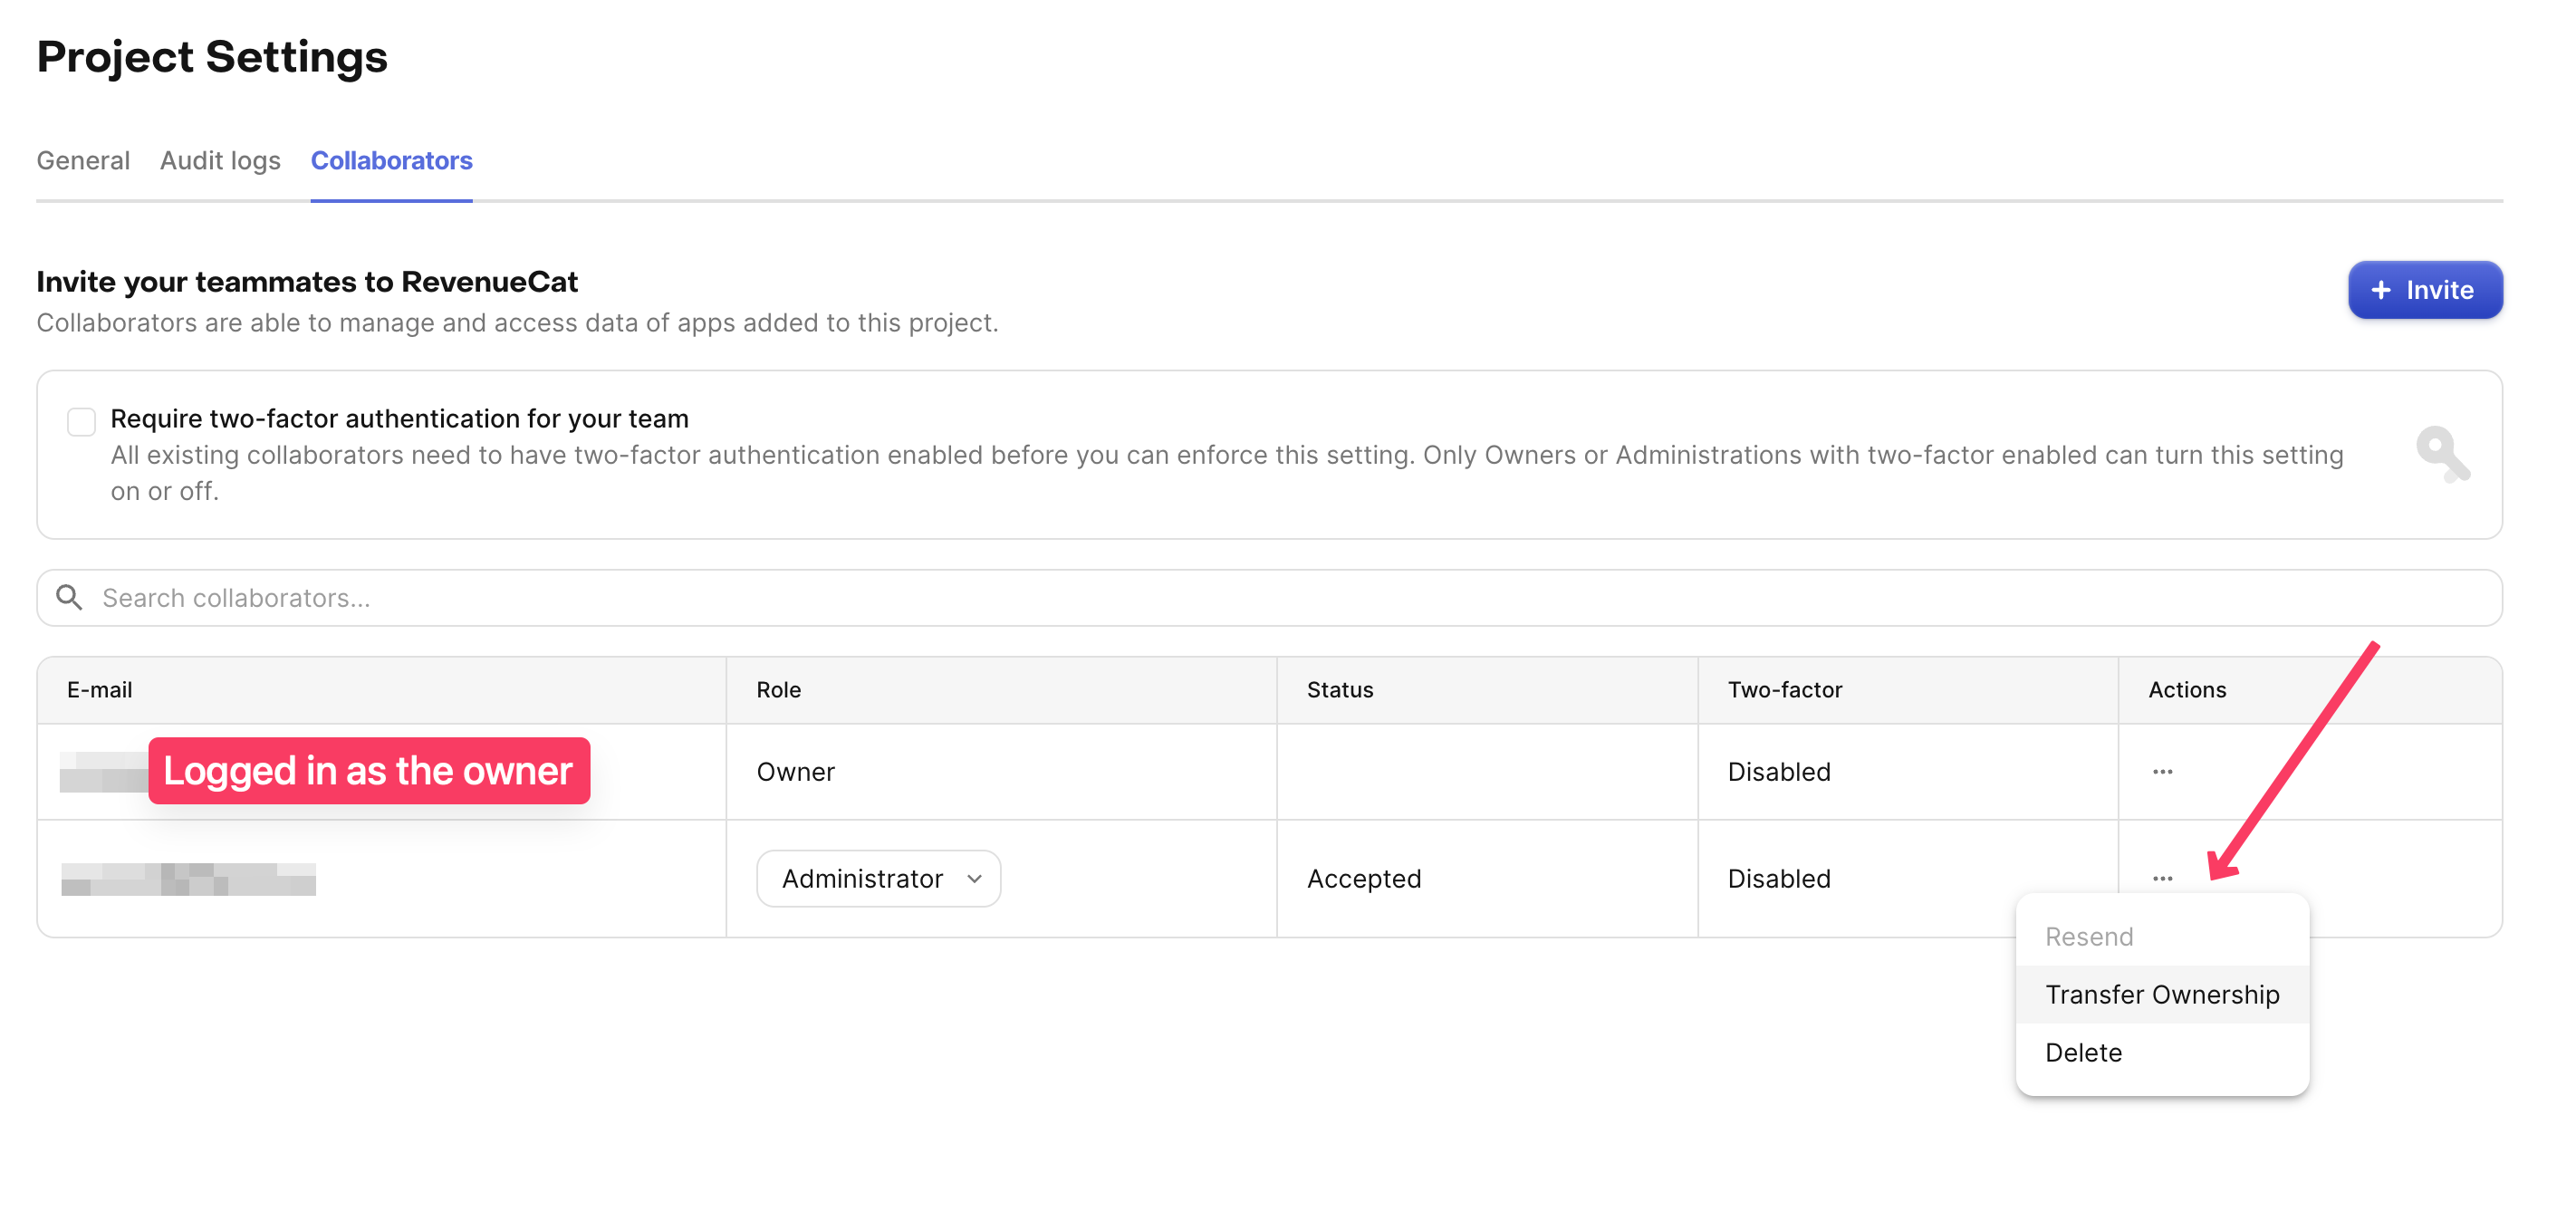 Project Settings
General Audit logs Collaborators
Invite your teammates to RevenueCat
+ Invite
Collaborators are able to manage and access data of apps added to this project.
Require two-factor authentication for your team
All existing collaborators need to have two-factor authentication enabled before you can enforce this setting. Only Owners or Administrations with two-factor enabled can turn this setting
on or off.
Search collaborators...
E-mail Role Status Two-factor Actions
Logged in as the owner Owner Disabled ...
Administrator Accepted Disabled ...
Resend
Transfer Ownership
Delete